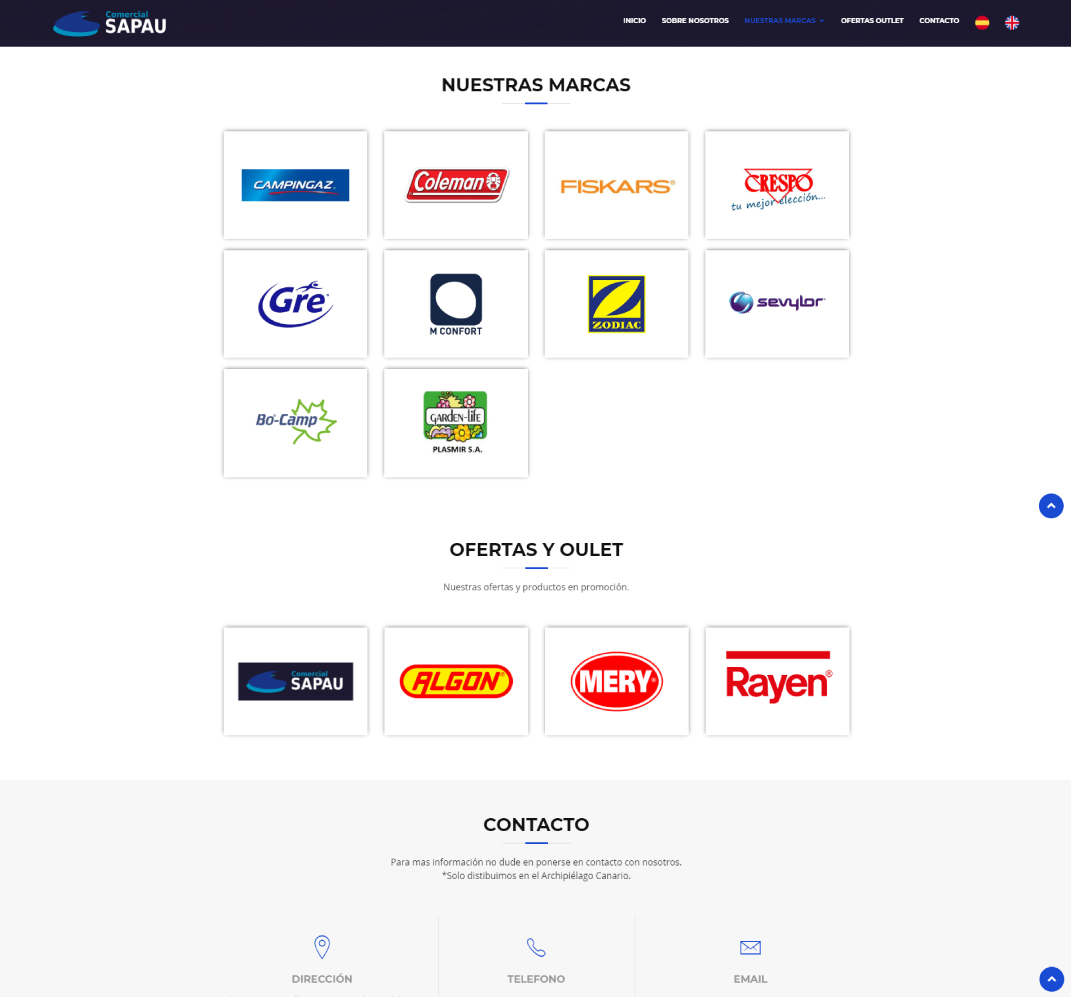 Comercial
SAPAU
INICIO
SOBRE NOSOTROS
NUESTRAS MARCAS
OFERTAS OUTLET
CONTACTO
NUESTRAS MARCAS
CAMPINGAZ
Coleman
FISKARS®
CRESPO
tu mejor elección...
Gre
M CONFORT
ZODIAC
sevylor
Bo-Camp
GARDEN-life
PLASMIR S.A.
OFERTAS Y OULET
Nuestras ofertas y productos en promoción.
Comercial
SAPAU
ALGON
MERY
Rayen®
CONTACTO
Para mas información no dude en ponerse en contacto con nosotros.
*Solo distibuimos en el Archipiélago Canario.
DIRECCIÓN
TELEFONO
EMAIL